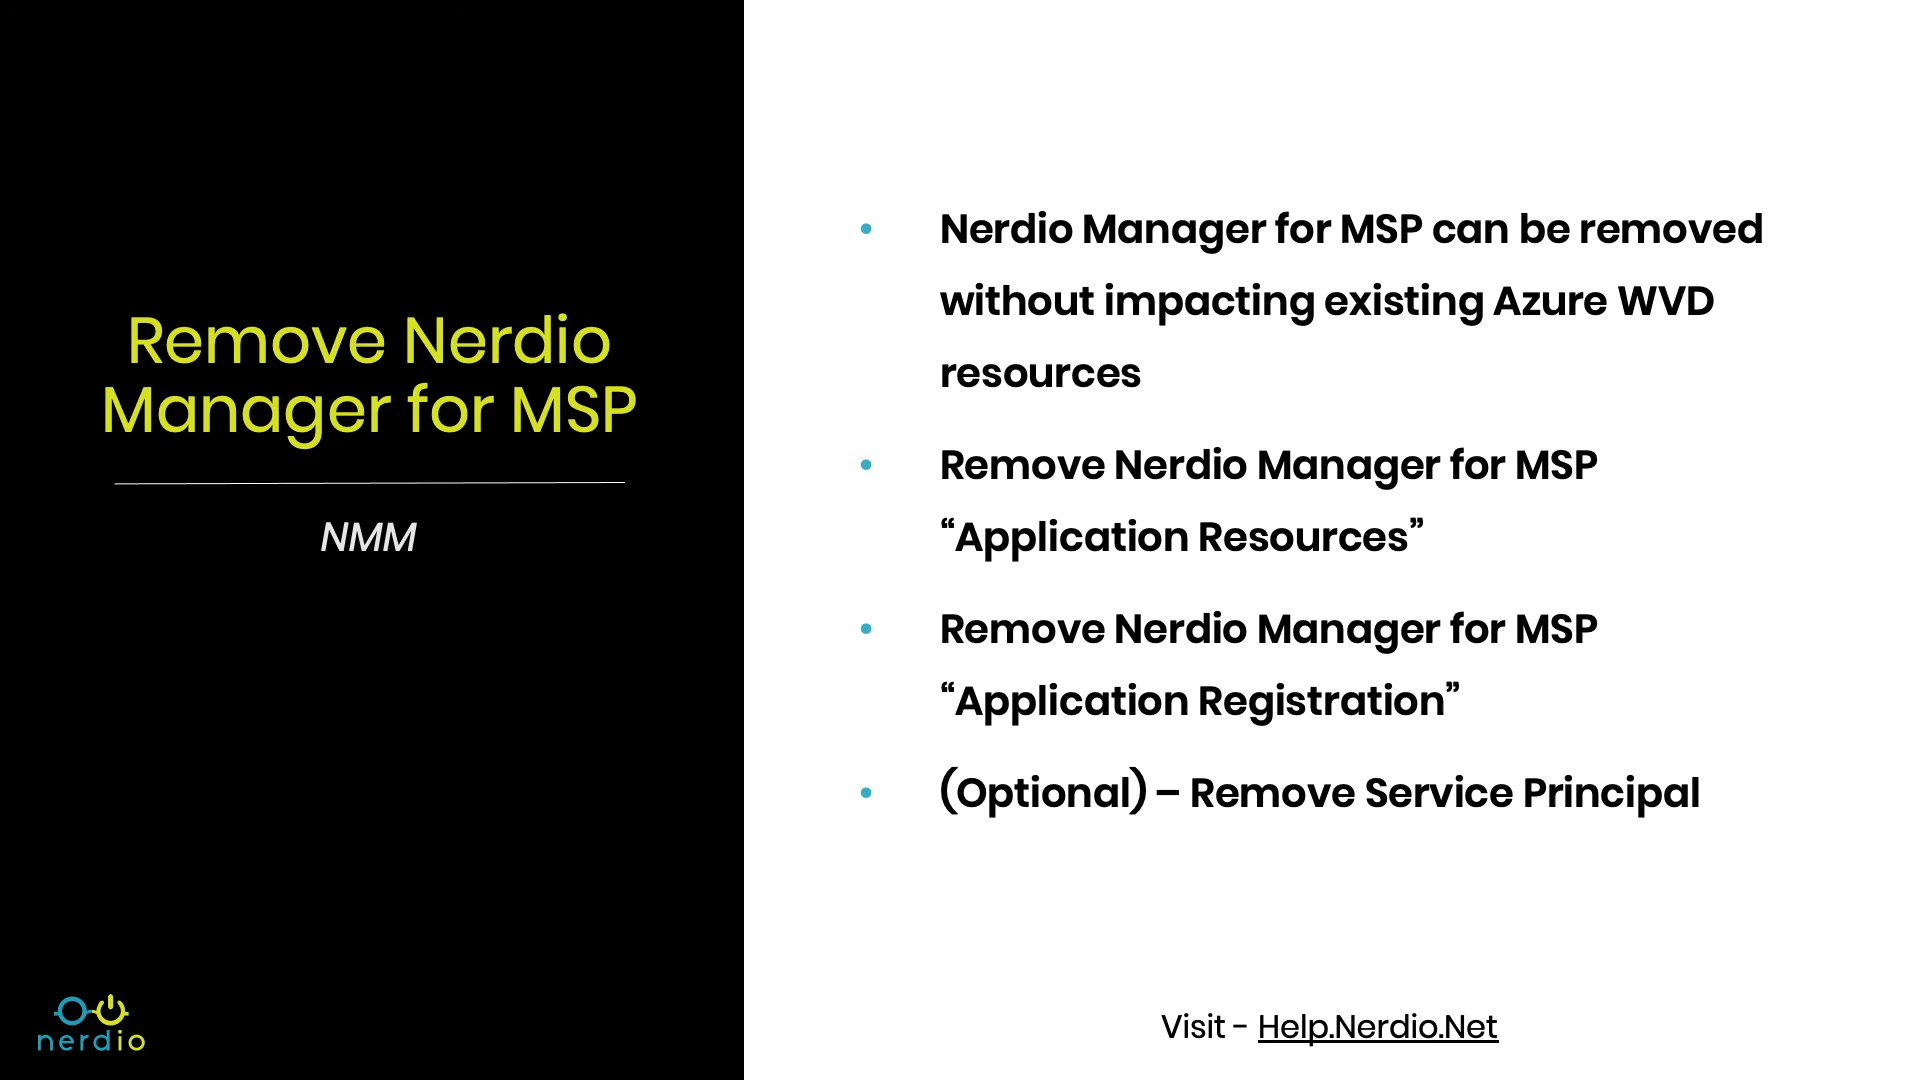 Remove Nerdio
Manager for MSP
NMM
nerdio
• Nerdio Manager for MSP can be removed
without impacting existing Azure WVD
resources
• Remove Nerdio Manager for MSP
“Application Resources”
• Remove Nerdio Manager for MSP
“Application Registration”
• (Optional) – Remove Service Principal
Visit - Help.Nerdio.Net